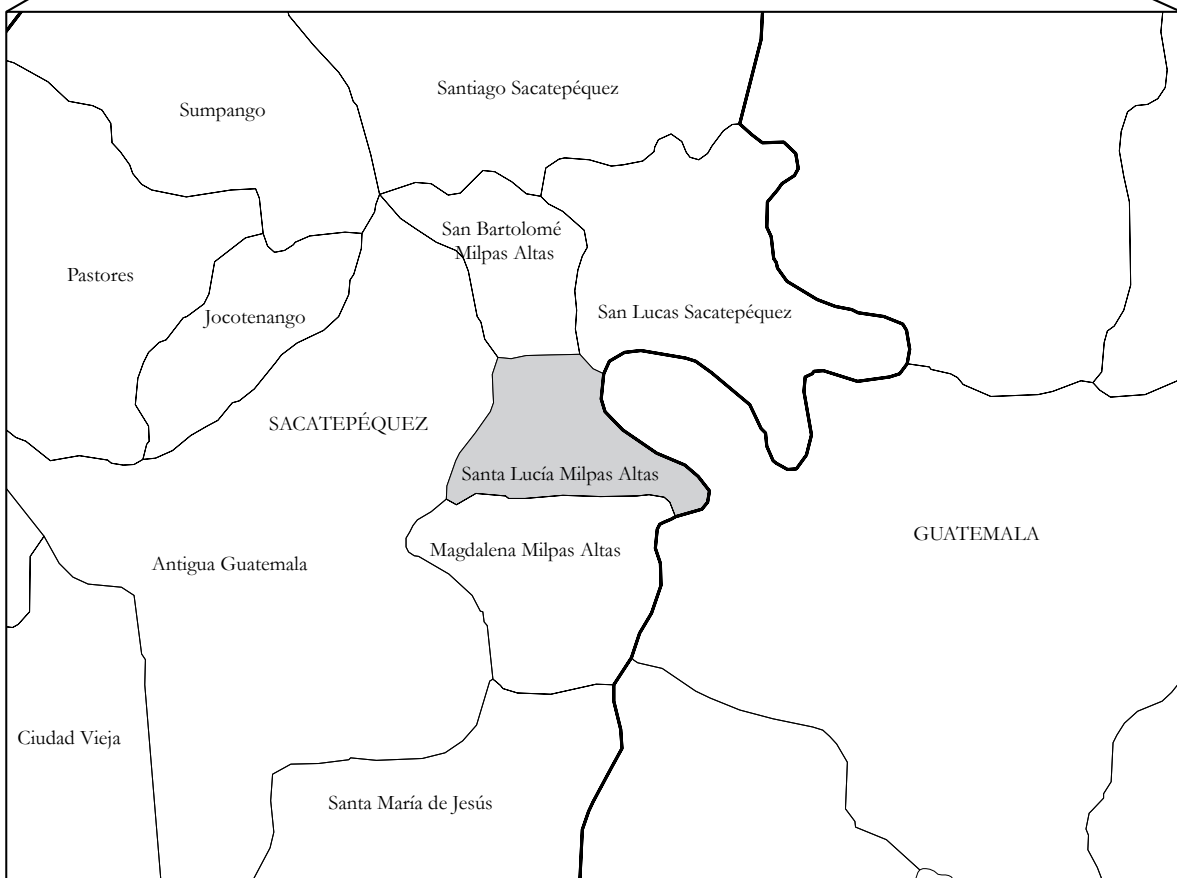 Santiago Sacatepéquez
Sumpango
San Bartolomé
Milpas Altas
Pastores
Jocotenango
San Lucas Sacatepéquez
SACATEPÉQUEZ
Santa Lucía Milpas Altas
GUATEMALA
Magdalena Milpas Altas
Antigua Guatemala
Ciudad Vieja
Santa María de Jesús